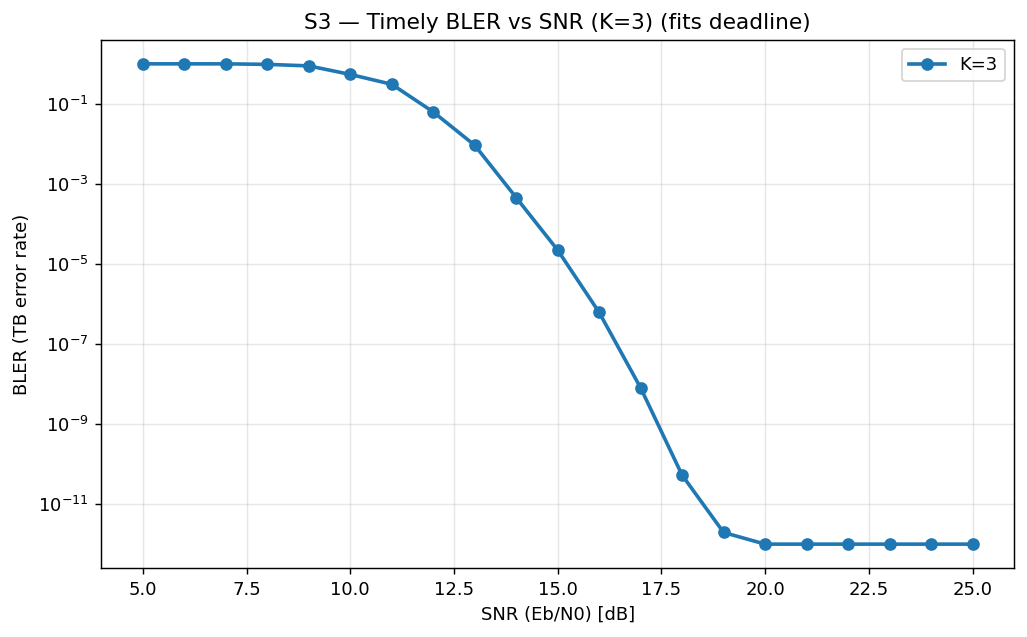 S3 — Timely BLER vs SNR (K=3) (fits deadline)
K=3
BLER (TB error rate)
10⁻¹
10⁻³
10⁻⁵
10⁻⁷
10⁻⁹
10⁻¹¹
5.0 7.5 10.0 12.5 15.0 17.5 20.0 22.5 25.0
SNR (Eb/N0) [dB]